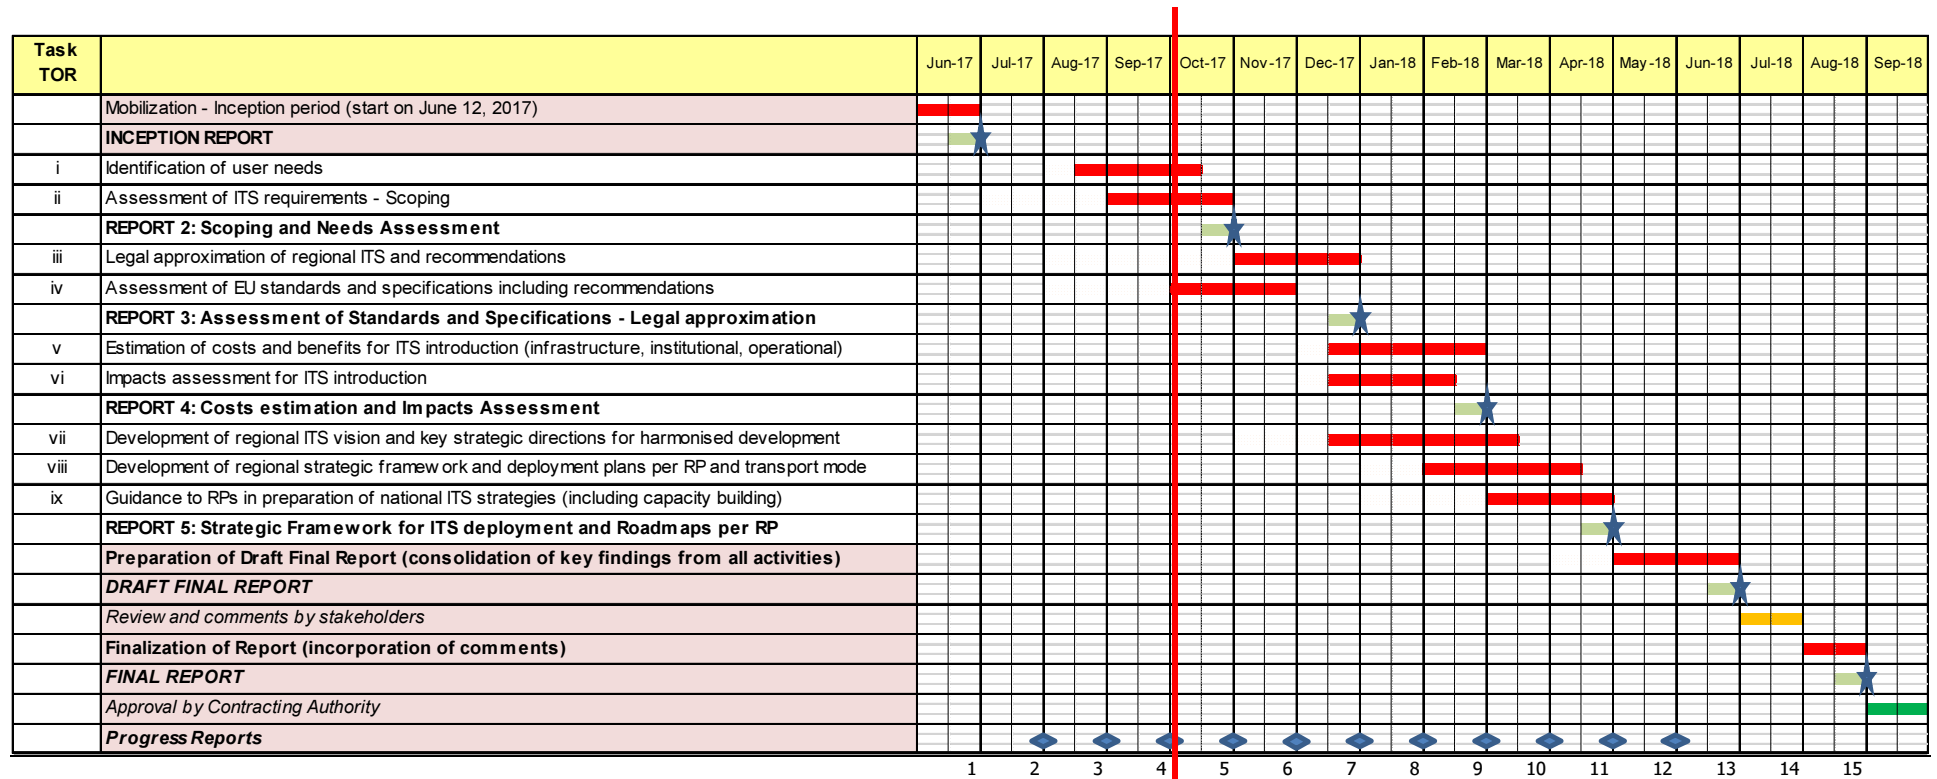 Task
TOR
Jun-17 Jul-17 Aug-17 Sep-17 Oct-17 Nov-17 Dec-17 Jan-18 Feb-18 Mar-18 Apr-18 May-18 Jun-18 Jul-18 Aug-18 Sep-18
Mobilization - Inception period (start on June 12, 2017)
INCEPTION REPORT
i Identification of user needs
ii Assessment of ITS requirements - Scoping
REPORT 2: Scoping and Needs Assessment
iii Legal approximation of regional ITS and recommendations
iv Assessment of EU standards and specifications including recommendations
REPORT 3: Assessment of Standards and Specifications - Legal approximation
v Estimation of costs and benefits for ITS introduction (infrastructure, institutional, operational)
vi Impacts assessment for ITS introduction
REPORT 4: Costs estimation and Impacts Assessment
vii Development of regional ITS vision and key strategic directions for harmonised development
viii Development of regional strategic framework and deployment plans per RP and transport mode
ix Guidance to RPs in preparation of national ITS strategies (including capacity building)
REPORT 5: Strategic Framework for ITS deployment and Roadmaps per RP
Preparation of Draft Final Report (consolidation of key findings from all activities)
DRAFT FINAL REPORT
Review and comments by stakeholders
Finalization of Report (incorporation of comments)
FINAL REPORT
Approval by Contracting Authority
Progress Reports
1 2 3 4 5 6 7 8 9 10 11 12 13 14 15